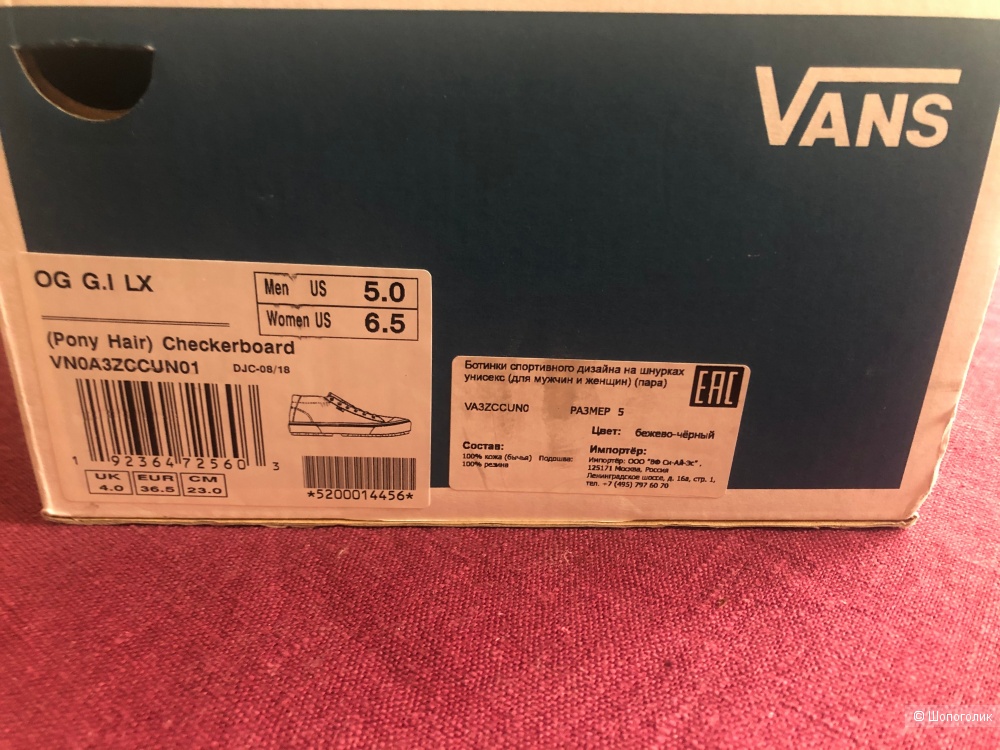 VANS
OG G.I LX
Men US 5.0
Women US 6.5
(Pony Hair) Checkerboard
VN0A3ZCCUN01 DJC-08/18
1 92364 72560 3
UK EUR CM
4.0 36.5 23.0
*5200014456*
Ботинки спортивного дизайна на шнурках
унисекс (для мужчин и женщин) (пара)
EAC
VA3ZCCUN0 РАЗМЕР 5
Цвет: бежево-чёрный
Состав:
100% кожа (бычья) Подошва:
100% резина
Импортёр:
Импортёр: ООО "ВФ Си-Ай-Эс" ,
125171 Москва, Россия
Ленинградское шоссе, д. 16а, стр. 1,
тел. +7 (495) 797 60 70
© Шопоголик